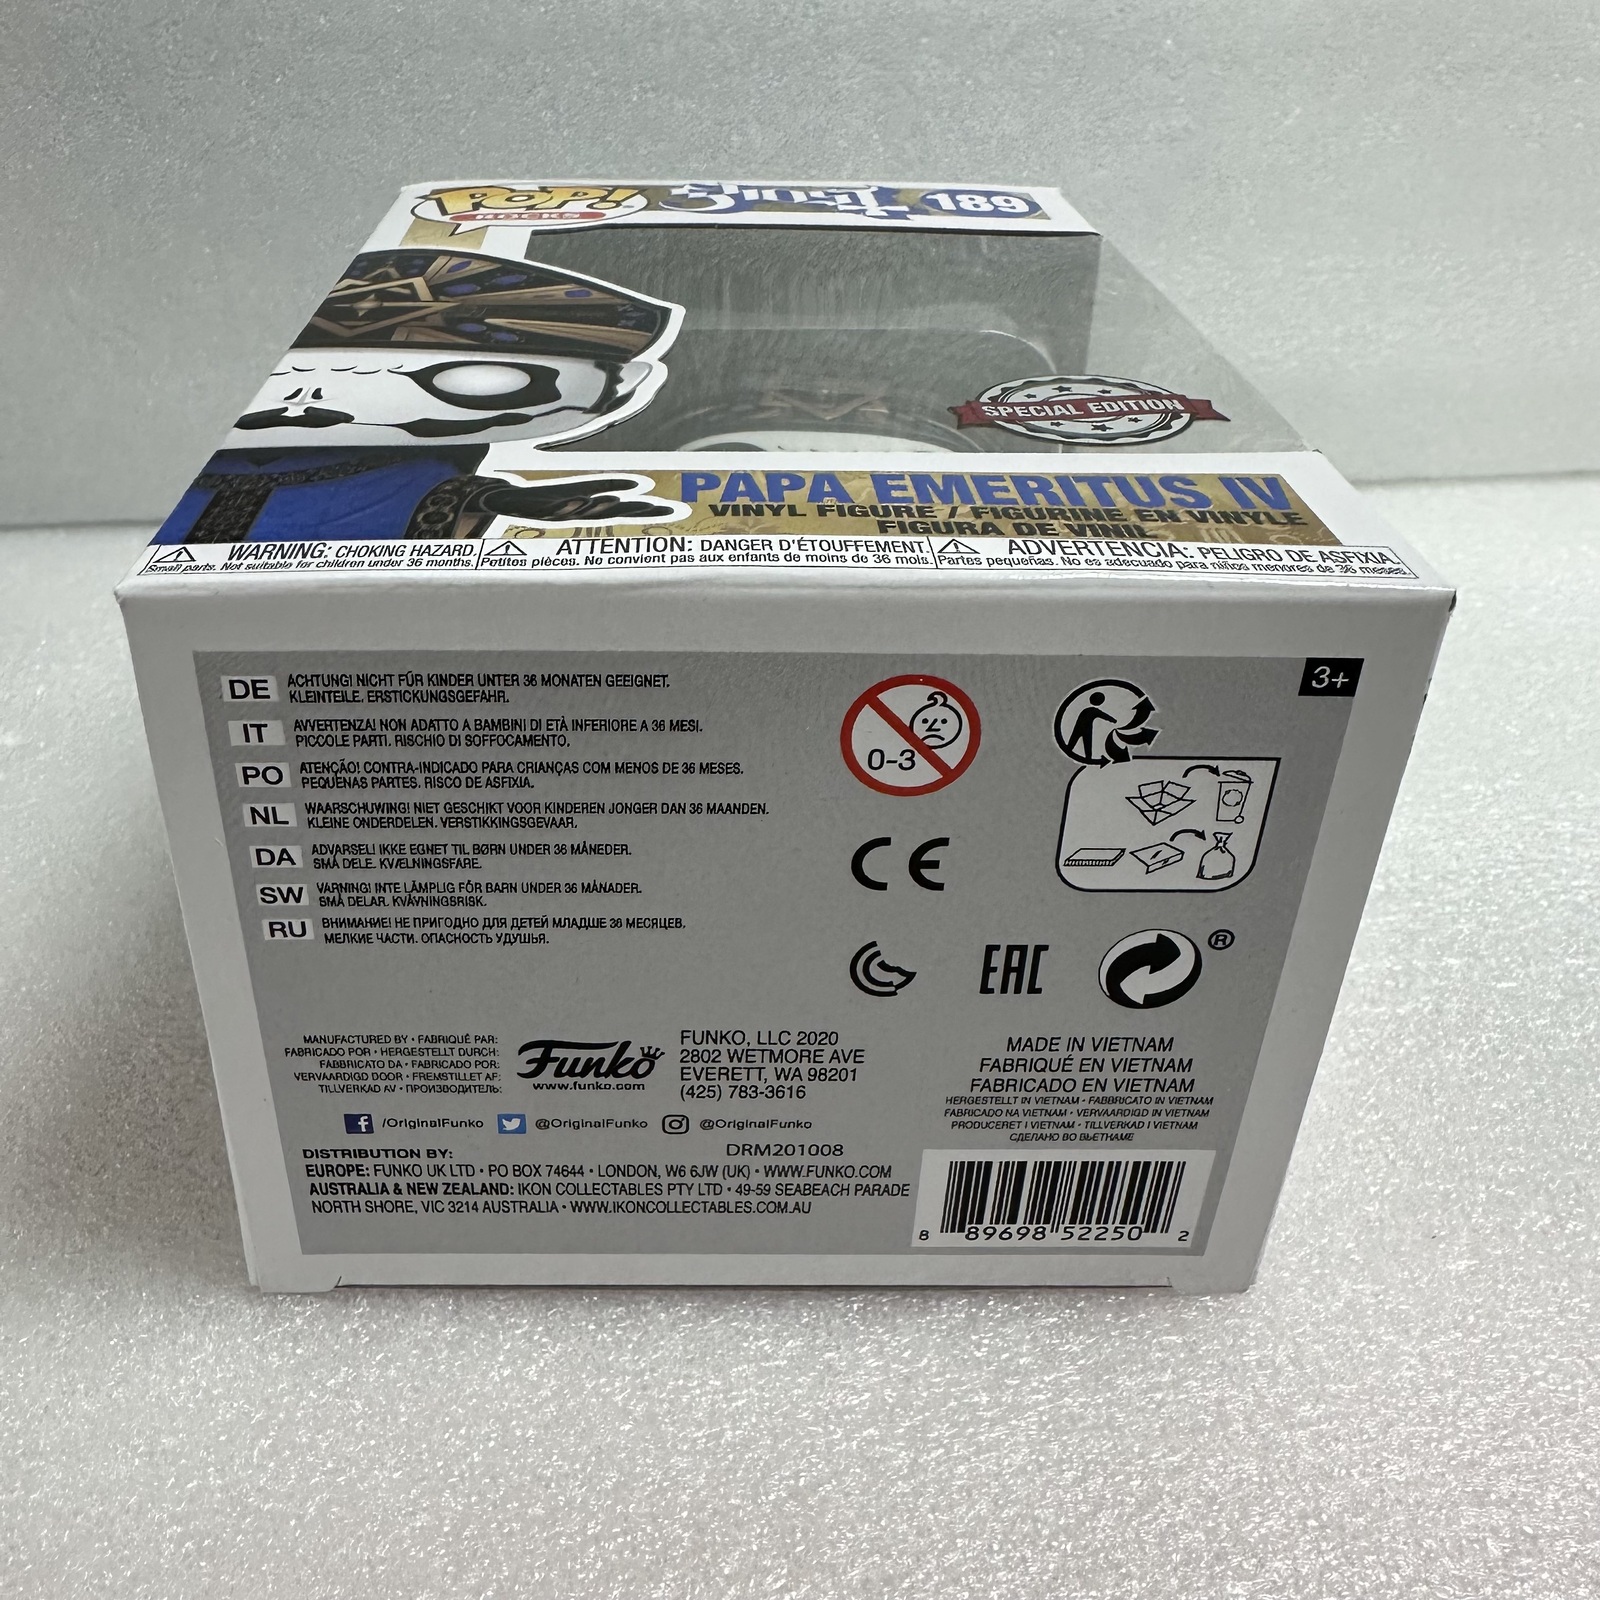 POP!
ROCKS
Ghost
189
SPECIAL EDITION
PAPA EMERITUS IV
VINYL FIGURE / FIGURINE EN VINYLE
FIGURA DE VINIL
WARNING: CHOKING HAZARD.
Small parts. Not suitable for children under 36 months.
ATTENTION: DANGER D'ÉTOUFFEMENT.
Petites pièces. Ne convient pas aux enfants de moins de 36 mois.
ADVERTENCIA: PELIGRO DE ASFIXIA.
Partes pequeñas. No es adecuado para niños menores de 36 meses.
3+
DE ACHTUNG! NICHT FÜR KINDER UNTER 36 MONATEN GEEIGNET.
KLEINTEILE. ERSTICKUNGSGEFAHR.
IT AVVERTENZA! NON ADATTO A BAMBINI DI ETÀ INFERIORE A 36 MESI.
PICCOLE PARTI. RISCHIO DI SOFFOCAMENTO.
PO ATENÇÃO! CONTRA-INDICADO PARA CRIANÇAS COM MENOS DE 36 MESES.
PEQUENAS PARTES. RISCO DE ASFIXIA.
NL WAARSCHUWING! NIET GESCHIKT VOOR KINDEREN JONGER DAN 36 MAANDEN.
KLEINE ONDERDELEN. VERSTIKKINGSGEVAAR.
DA ADVARSEL! IKKE EGNET TIL BØRN UNDER 36 MÅNEDER.
SMÅ DELE. KVÆLNINGSFARE.
SW VARNING! INTE LÄMPLIG FÖR BARN UNDER 36 MÅNADER.
SMÅ DELAR. KVÄVNINGSRISK.
RU ВНИМАНИЕ! НЕ ПРИГОДНО ДЛЯ ДЕТЕЙ МЛАДШЕ 36 МЕСЯЦЕВ.
МЕЛКИЕ ЧАСТИ. ОПАСНОСТЬ УДУШЬЯ.
0-3
CE
EAC
®
MANUFACTURED BY • FABRIQUÉ PAR:
FABRICADO POR • HERGESTELLT DURCH:
FABBRICATO DA • FABRICADO POR:
VERVAARDIGD DOOR • FREMSTILLET AF:
TILLVERKAD AV • ПРОИЗВОДИТЕЛЬ:
Funko
www.funko.com
FUNKO, LLC 2020
2802 WETMORE AVE
EVERETT, WA 98201
(425) 783-3616
MADE IN VIETNAM
FABRIQUÉ EN VIETNAM
FABRICADO EN VIETNAM
HERGESTELLT IN VIETNAM • FABBRICATO IN VIETNAM
FABRICADO NA VIETNAM • VERVAARDIGD IN VIETNAM
PRODUCERET I VIETNAM • TILLVERKAD I VIETNAM
СДЕЛАНО ВО ВЬЕТНАМЕ
f /OriginalFunko @OriginalFunko @OriginalFunko
DRM201008
DISTRIBUTION BY:
EUROPE: FUNKO UK LTD • PO BOX 74644 • LONDON, W6 6JW (UK) • WWW.FUNKO.COM
AUSTRALIA & NEW ZEALAND: IKON COLLECTABLES PTY LTD • 49-59 SEABEACH PARADE
NORTH SHORE, VIC 3214 AUSTRALIA • WWW.IKONCOLLECTABLES.COM.AU
8 89698 52250 2